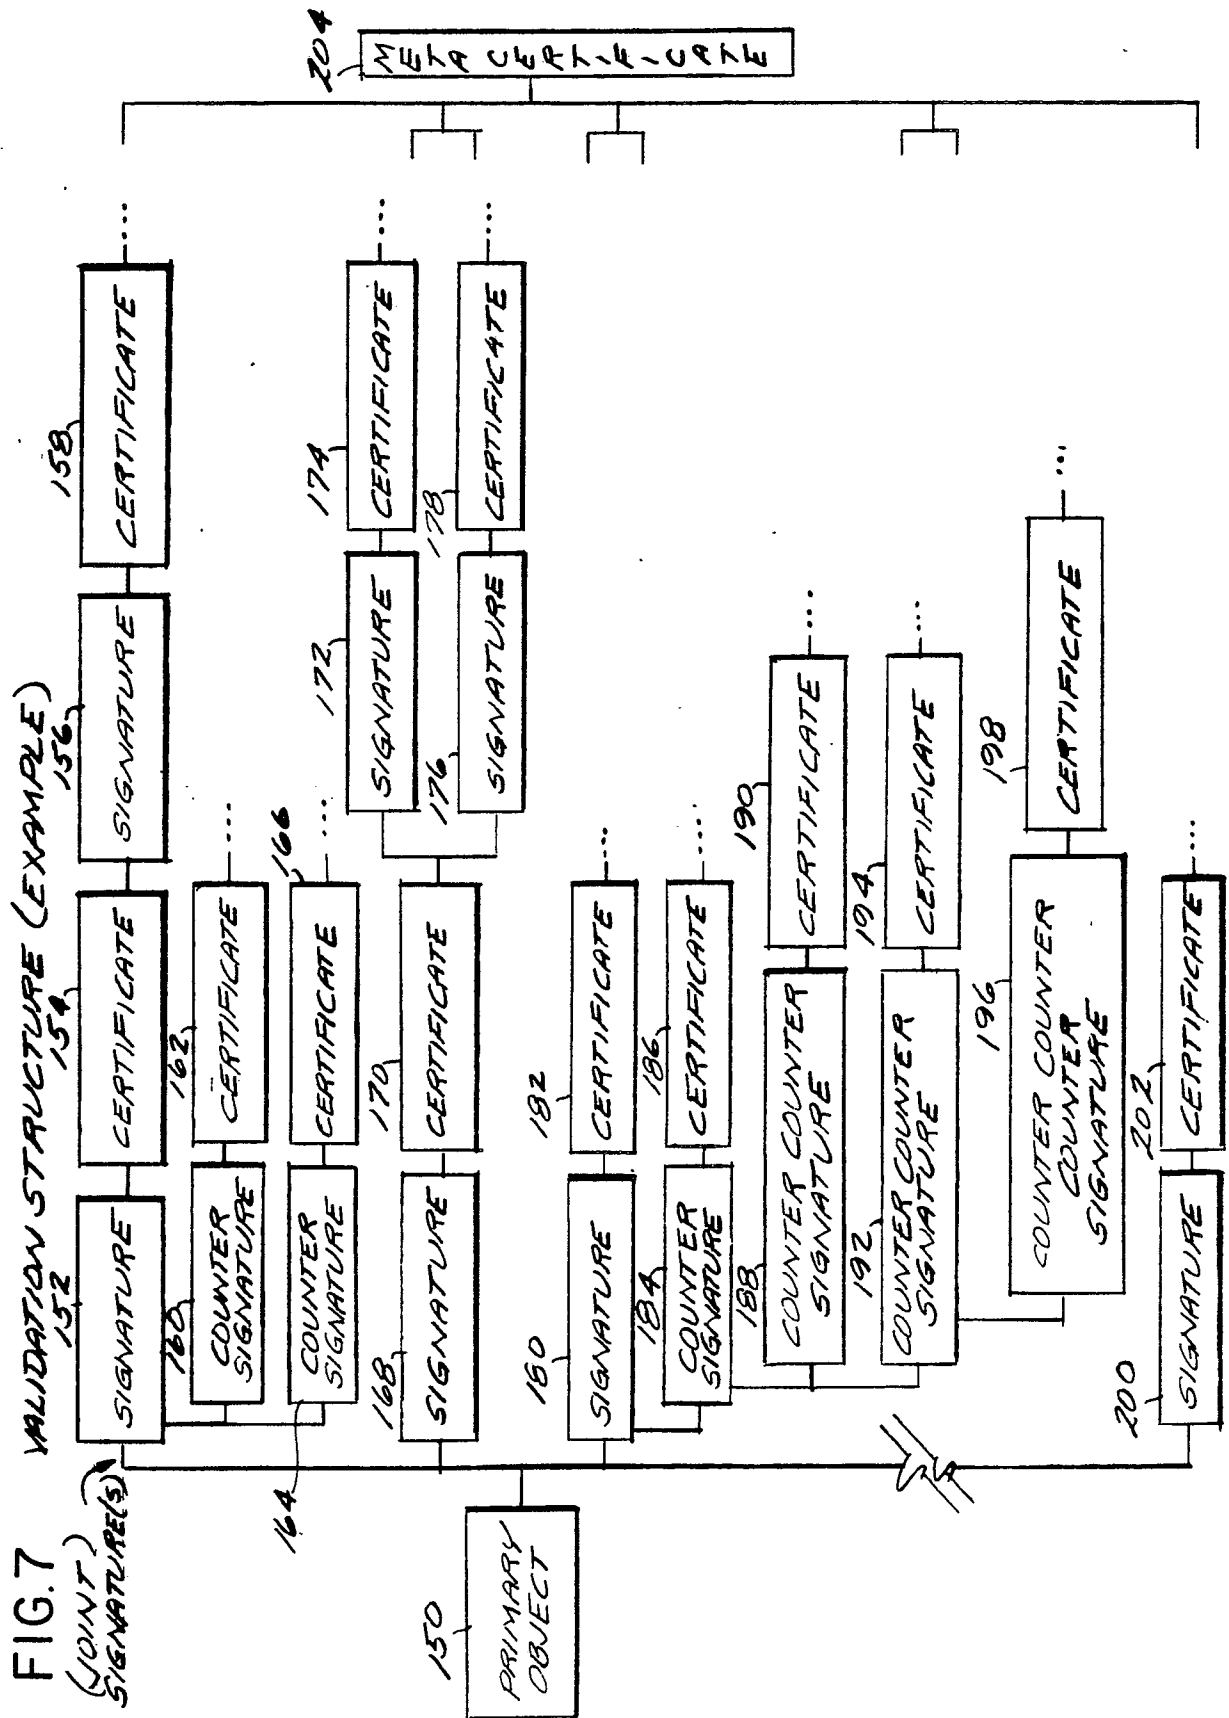 FIG.7
VALIDATION STRUCTURE (EXAMPLE)
(JOINT)
SIGNATURE(S)
152
SIGNATURE
154
CERTIFICATE
156
SIGNATURE
158
CERTIFICATE
....
160
COUNTER
SIGNATURE
162
CERTIFICATE
....
164
COUNTER
SIGNATURE
166
CERTIFICATE
....
168
SIGNATURE
170
CERTIFICATE
172
SIGNATURE
174
CERTIFICATE
....
176
SIGNATURE
178
CERTIFICATE
....
150
PRIMARY
OBJECT
180
SIGNATURE
182
CERTIFICATE
....
184
COUNTER
SIGNATURE
186
CERTIFICATE
....
188
COUNTER COUNTER
SIGNATURE
190
CERTIFICATE
....
192
COUNTER COUNTER
SIGNATURE
194
CERTIFICATE
....
196
COUNTER COUNTER
COUNTER
SIGNATURE
198
CERTIFICATE
....
200
SIGNATURE
202
CERTIFICATE
....
204
META CERTIFICATE